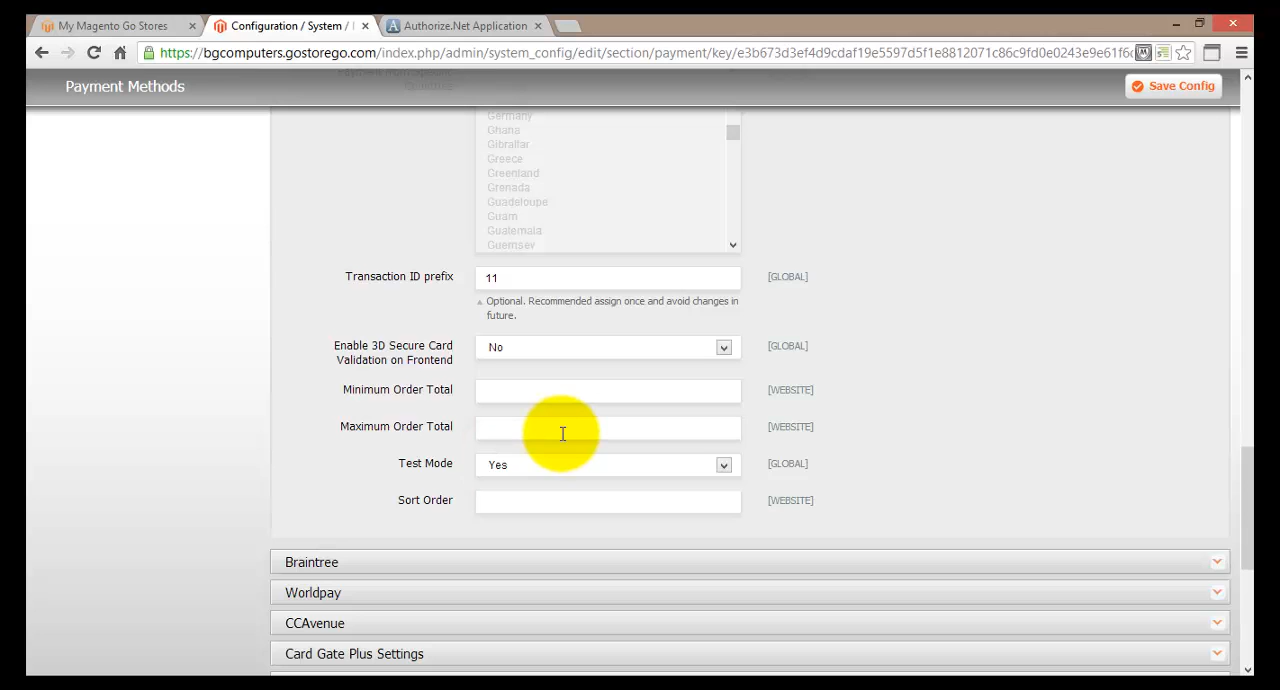 My Magento Go Stores
Configuration / System / 
Authorize.Net Application
https://bgcomputers.gostorego.com/index.php/admin/system_config/edit/section/payment/key/e3b673d3ef4d9cdaf19e5597d5f1e8812071c86c9fd0e0243e9e61f6c
Payment Methods
Save Config
Germany
Ghana
Gibraltar
Greece
Greenland
Grenada
Guadeloupe
Guam
Guatemala
Guernsey
Transaction ID prefix
11
[GLOBAL]
Optional. Recommended assign once and avoid changes in
future.
Enable 3D Secure Card
Validation on Frontend
No
[GLOBAL]
Minimum Order Total
[WEBSITE]
Maximum Order Total
[WEBSITE]
Test Mode
Yes
[GLOBAL]
Sort Order
[WEBSITE]
Braintree
Worldpay
CCAvenue
Card Gate Plus Settings